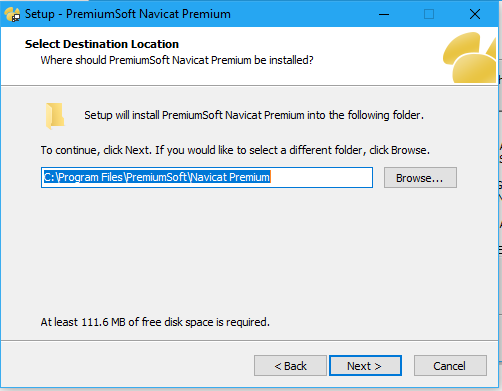 Setup - PremiumSoft Navicat Premium
Select Destination Location
Where should PremiumSoft Navicat Premium be installed?
Setup will install PremiumSoft Navicat Premium into the following folder.
To continue, click Next. If you would like to select a different folder, click Browse.
C:\Program Files\PremiumSoft\Navicat Premium
Browse...
At least 111.6 MB of free disk space is required.
< Back
Next >
Cancel